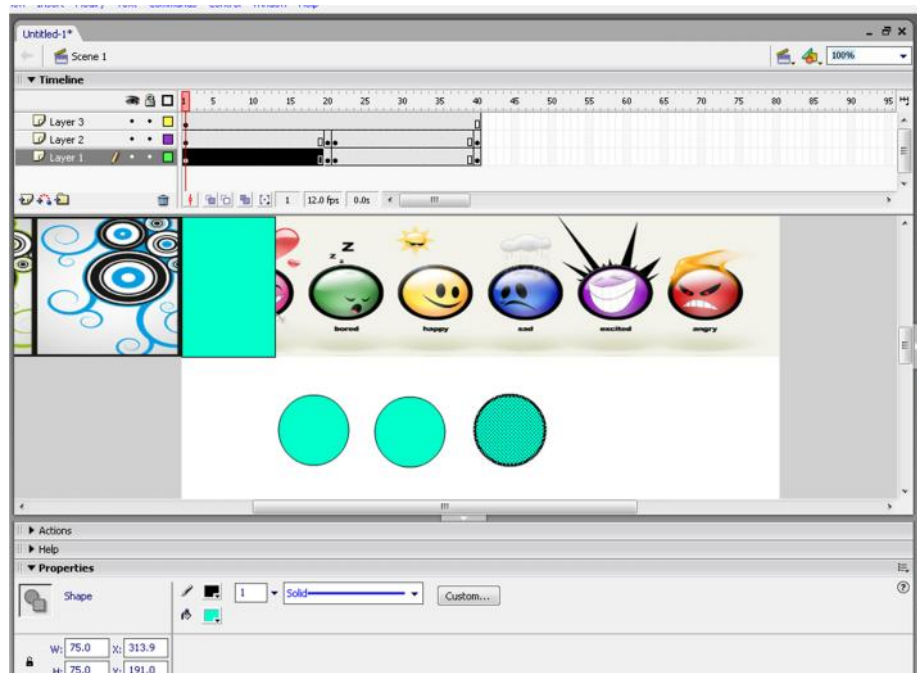 Untitled-1*
Scene 1
100%
Timeline
1 5 10 15 20 25 30 35 40 45 50 55 60 65 70 75 80 85 90 95
Layer 3
Layer 2
Layer 1
1 12.0 fps 0.0s
z z Z
bored happy sad excited angry
Actions
Help
Properties
Shape
1 Solid Custom...
W: 75.0 X: 313.9
H: 75.0 Y: 191.0